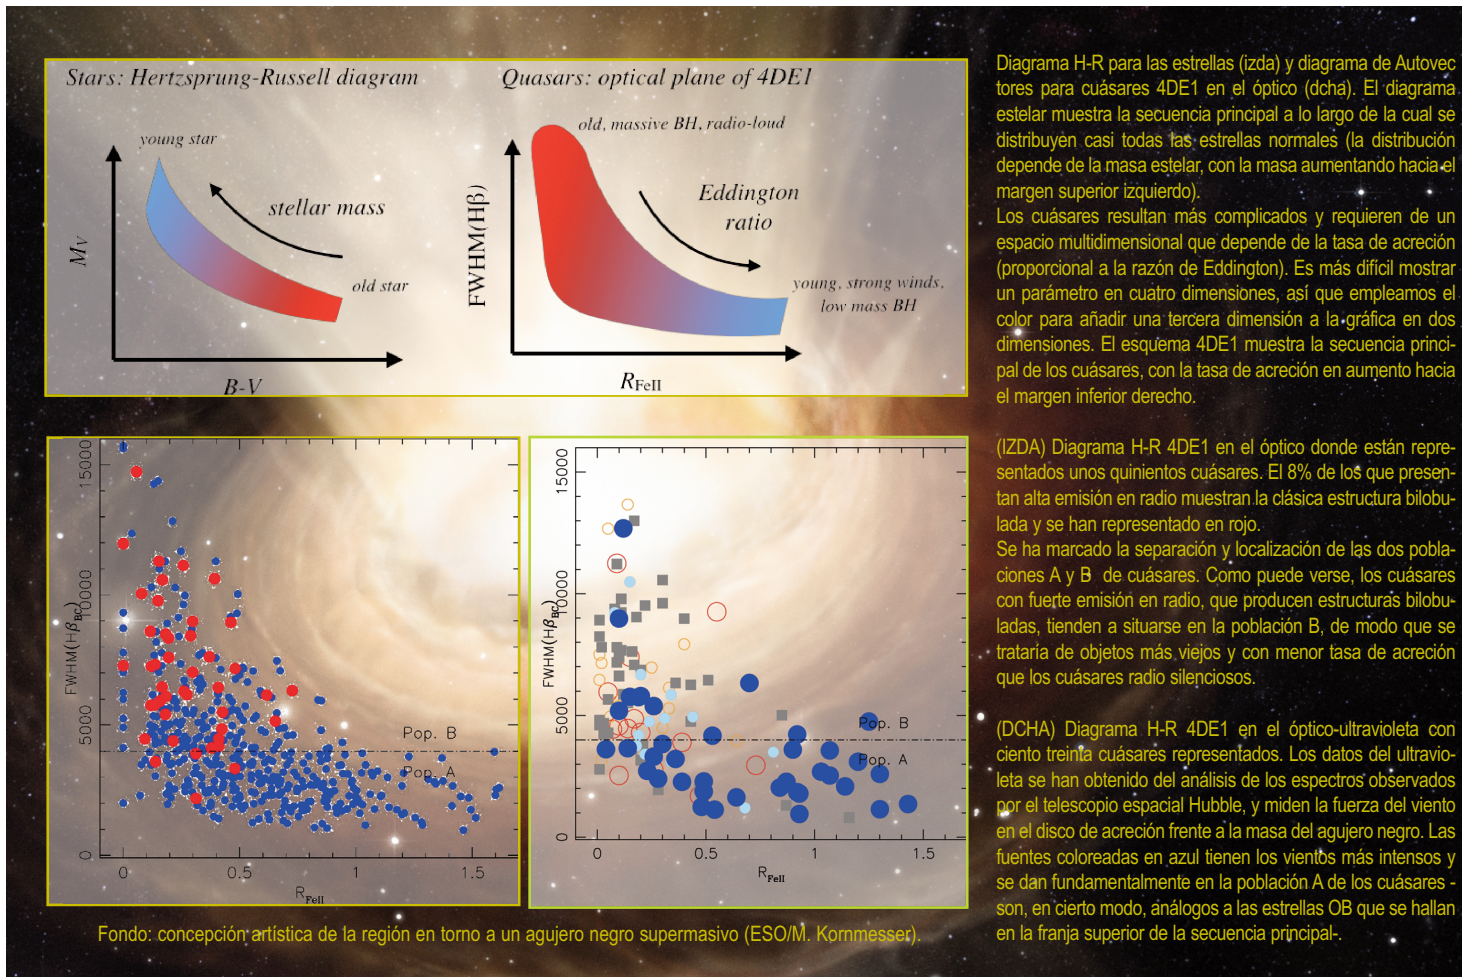 Stars: Hertzsprung-Russell diagram
young star
stellar mass
old star
MV
B-V
Quasars: optical plane of 4DE1
old, massive BH, radio-loud
Eddington
ratio
young, strong winds,
low mass BH
FWHM(Hβ)
RFeII
Diagrama H-R para las estrellas (izda) y diagrama de Autovec
tores para cuásares 4DE1 en el óptico (dcha). El diagrama
estelar muestra la secuencia principal a lo largo de la cual se
distribuyen casi todas las estrellas normales (la distribución
depende de la masa estelar, con la masa aumentando hacia el
margen superior izquierdo).
Los cuásares resultan más complicados y requieren de un
espacio multidimensional que depende de la tasa de acreción
(proporcional a la razón de Eddington). Es más difícil mostrar
un parámetro en cuatro dimensiones, así que empleamos el
color para añadir una tercera dimensión a la gráfica en dos
dimensiones. El esquema 4DE1 muestra la secuencia princi-
pal de los cuásares, con la tasa de acreción en aumento hacia
el margen inferior derecho.
(IZDA) Diagrama H-R 4DE1 en el óptico donde están repre-
sentados unos quinientos cuásares. El 8% de los que presen-
tan alta emisión en radio muestran la clásica estructura bilobu-
lada y se han representado en rojo.
Se ha marcado la separación y localización de las dos pobla-
ciones A y B de cuásares. Como puede verse, los cuásares
con fuerte emisión en radio, que producen estructuras bilobu-
ladas, tienden a situarse en la población B, de modo que se
trataría de objetos más viejos y con menor tasa de acreción
que los cuásares radio silenciosos.
(DCHA) Diagrama H-R 4DE1 en el óptico-ultravioleta con
ciento treinta cuásares representados. Los datos del ultravio-
leta se han obtenido del análisis de los espectros observados
por el telescopio espacial Hubble, y miden la fuerza del viento
en el disco de acreción frente a la masa del agujero negro. Las
fuentes coloreadas en azul tienen los vientos más intensos y
se dan fundamentalmente en la población A de los cuásares -
son, en cierto modo, análogos a las estrellas OB que se hallan
en la franja superior de la secuencia principal-.
15000
10000
5000
0
FWHM(HβBC)
Pop. B
Pop. A
0 0.5 1 1.5
RFeII
15000
10000
5000
0
FWHM(HβBC)
Pop. B
Pop. A
0 0.5 1 1.5
RFeII
Fondo: concepción artística de la región en torno a un agujero negro supermasivo (ESO/M. Kornmesser).